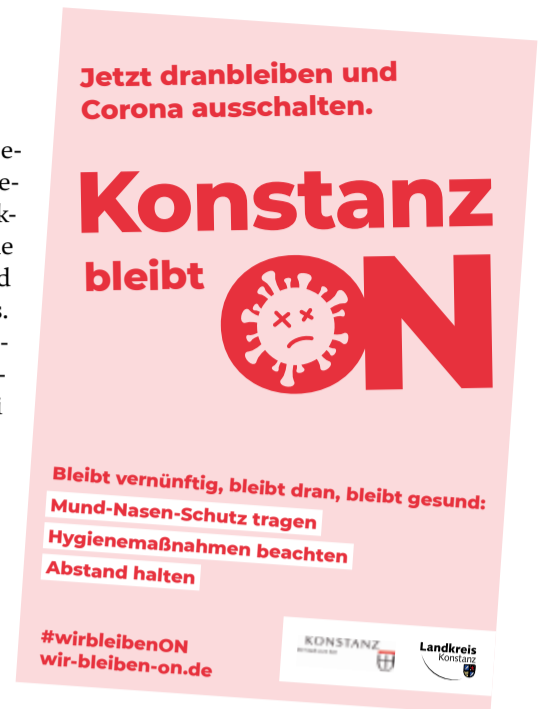 Jetzt dranbleiben und
Corona ausschalten.
Konstanz
bleibt
ON
Bleibt vernünftig, bleibt dran, bleibt gesund:
Mund-Nasen-Schutz tragen
Hygienemaßnahmen beachten
Abstand halten
#wirbleibenON
wir-bleiben-on.de
KONSTANZ
Landkreis
Konstanz